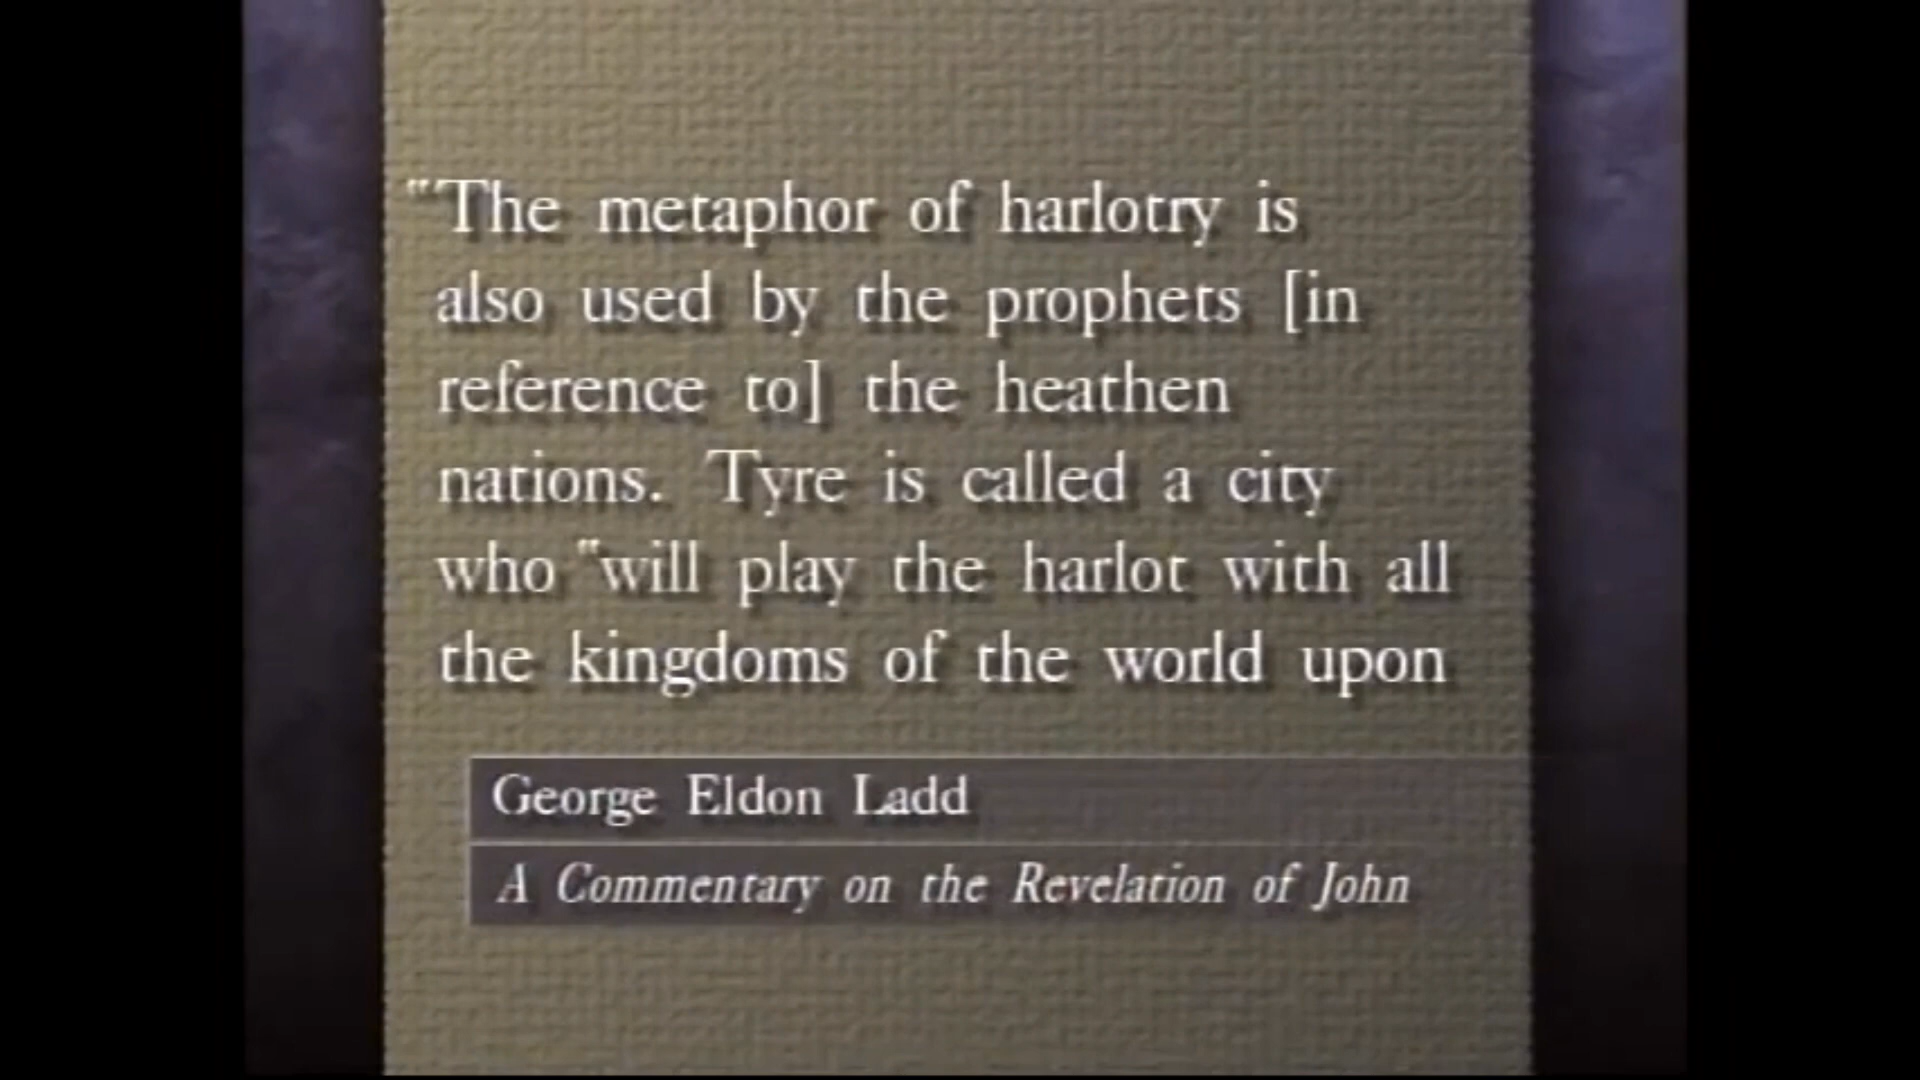 "The metaphor of harlotry is
also used by the prophets [in
reference to] the heathen
nations. Tyre is called a city
who "will play the harlot with all
the kingdoms of the world upon
George Eldon Ladd
A Commentary on the Revelation of John